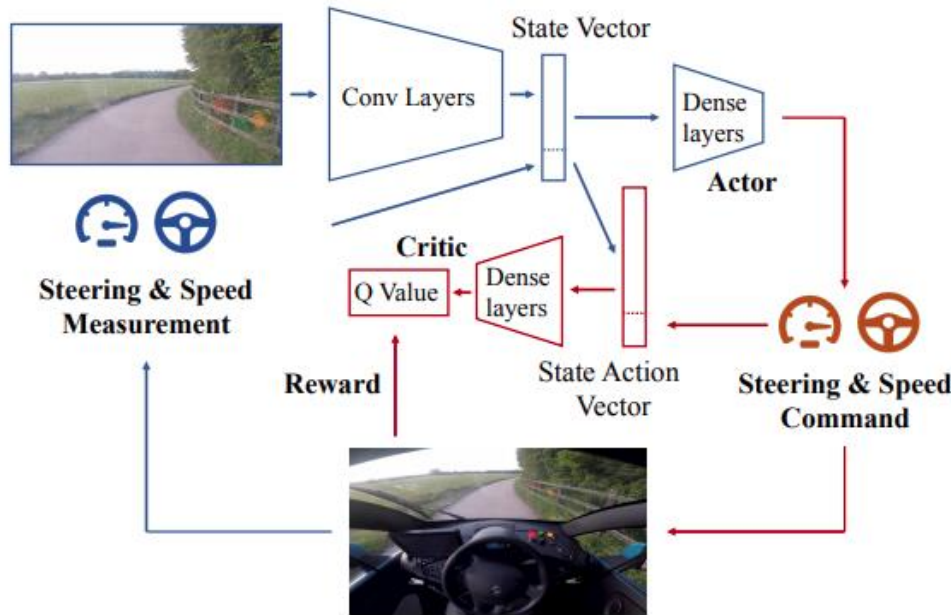 State Vector
Conv Layers
Dense
layers
Actor
Critic
Q Value
Dense
layers
Steering & Speed
Measurement
Reward
State Action
Vector
Steering & Speed
Command